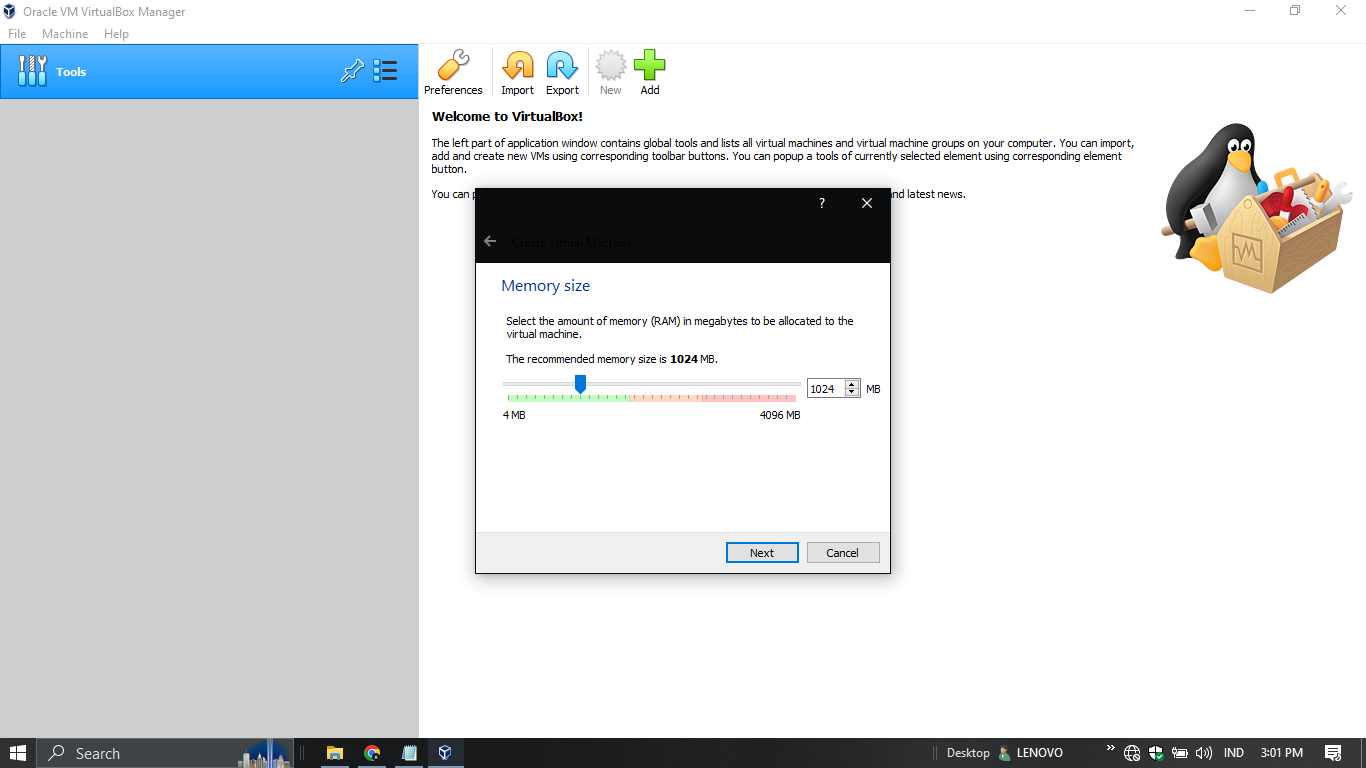 Oracle VM VirtualBox Manager
File Machine Help
Tools
Preferences
Import
Export
New
Add
Welcome to VirtualBox!
The left part of application window contains global tools and lists all virtual machines and virtual machine groups on your computer. You can import,
add and create new VMs using corresponding toolbar buttons. You can popup a tools of currently selected element using corresponding element
button.
You can
and latest news.
?
Create Virtual Machine
Memory size
Select the amount of memory (RAM) in megabytes to be allocated to the
virtual machine.
The recommended memory size is 1024 MB.
1024 MB
4 MB
4096 MB
Next
Cancel
Search
Desktop
LENOVO
IND
3:01 PM